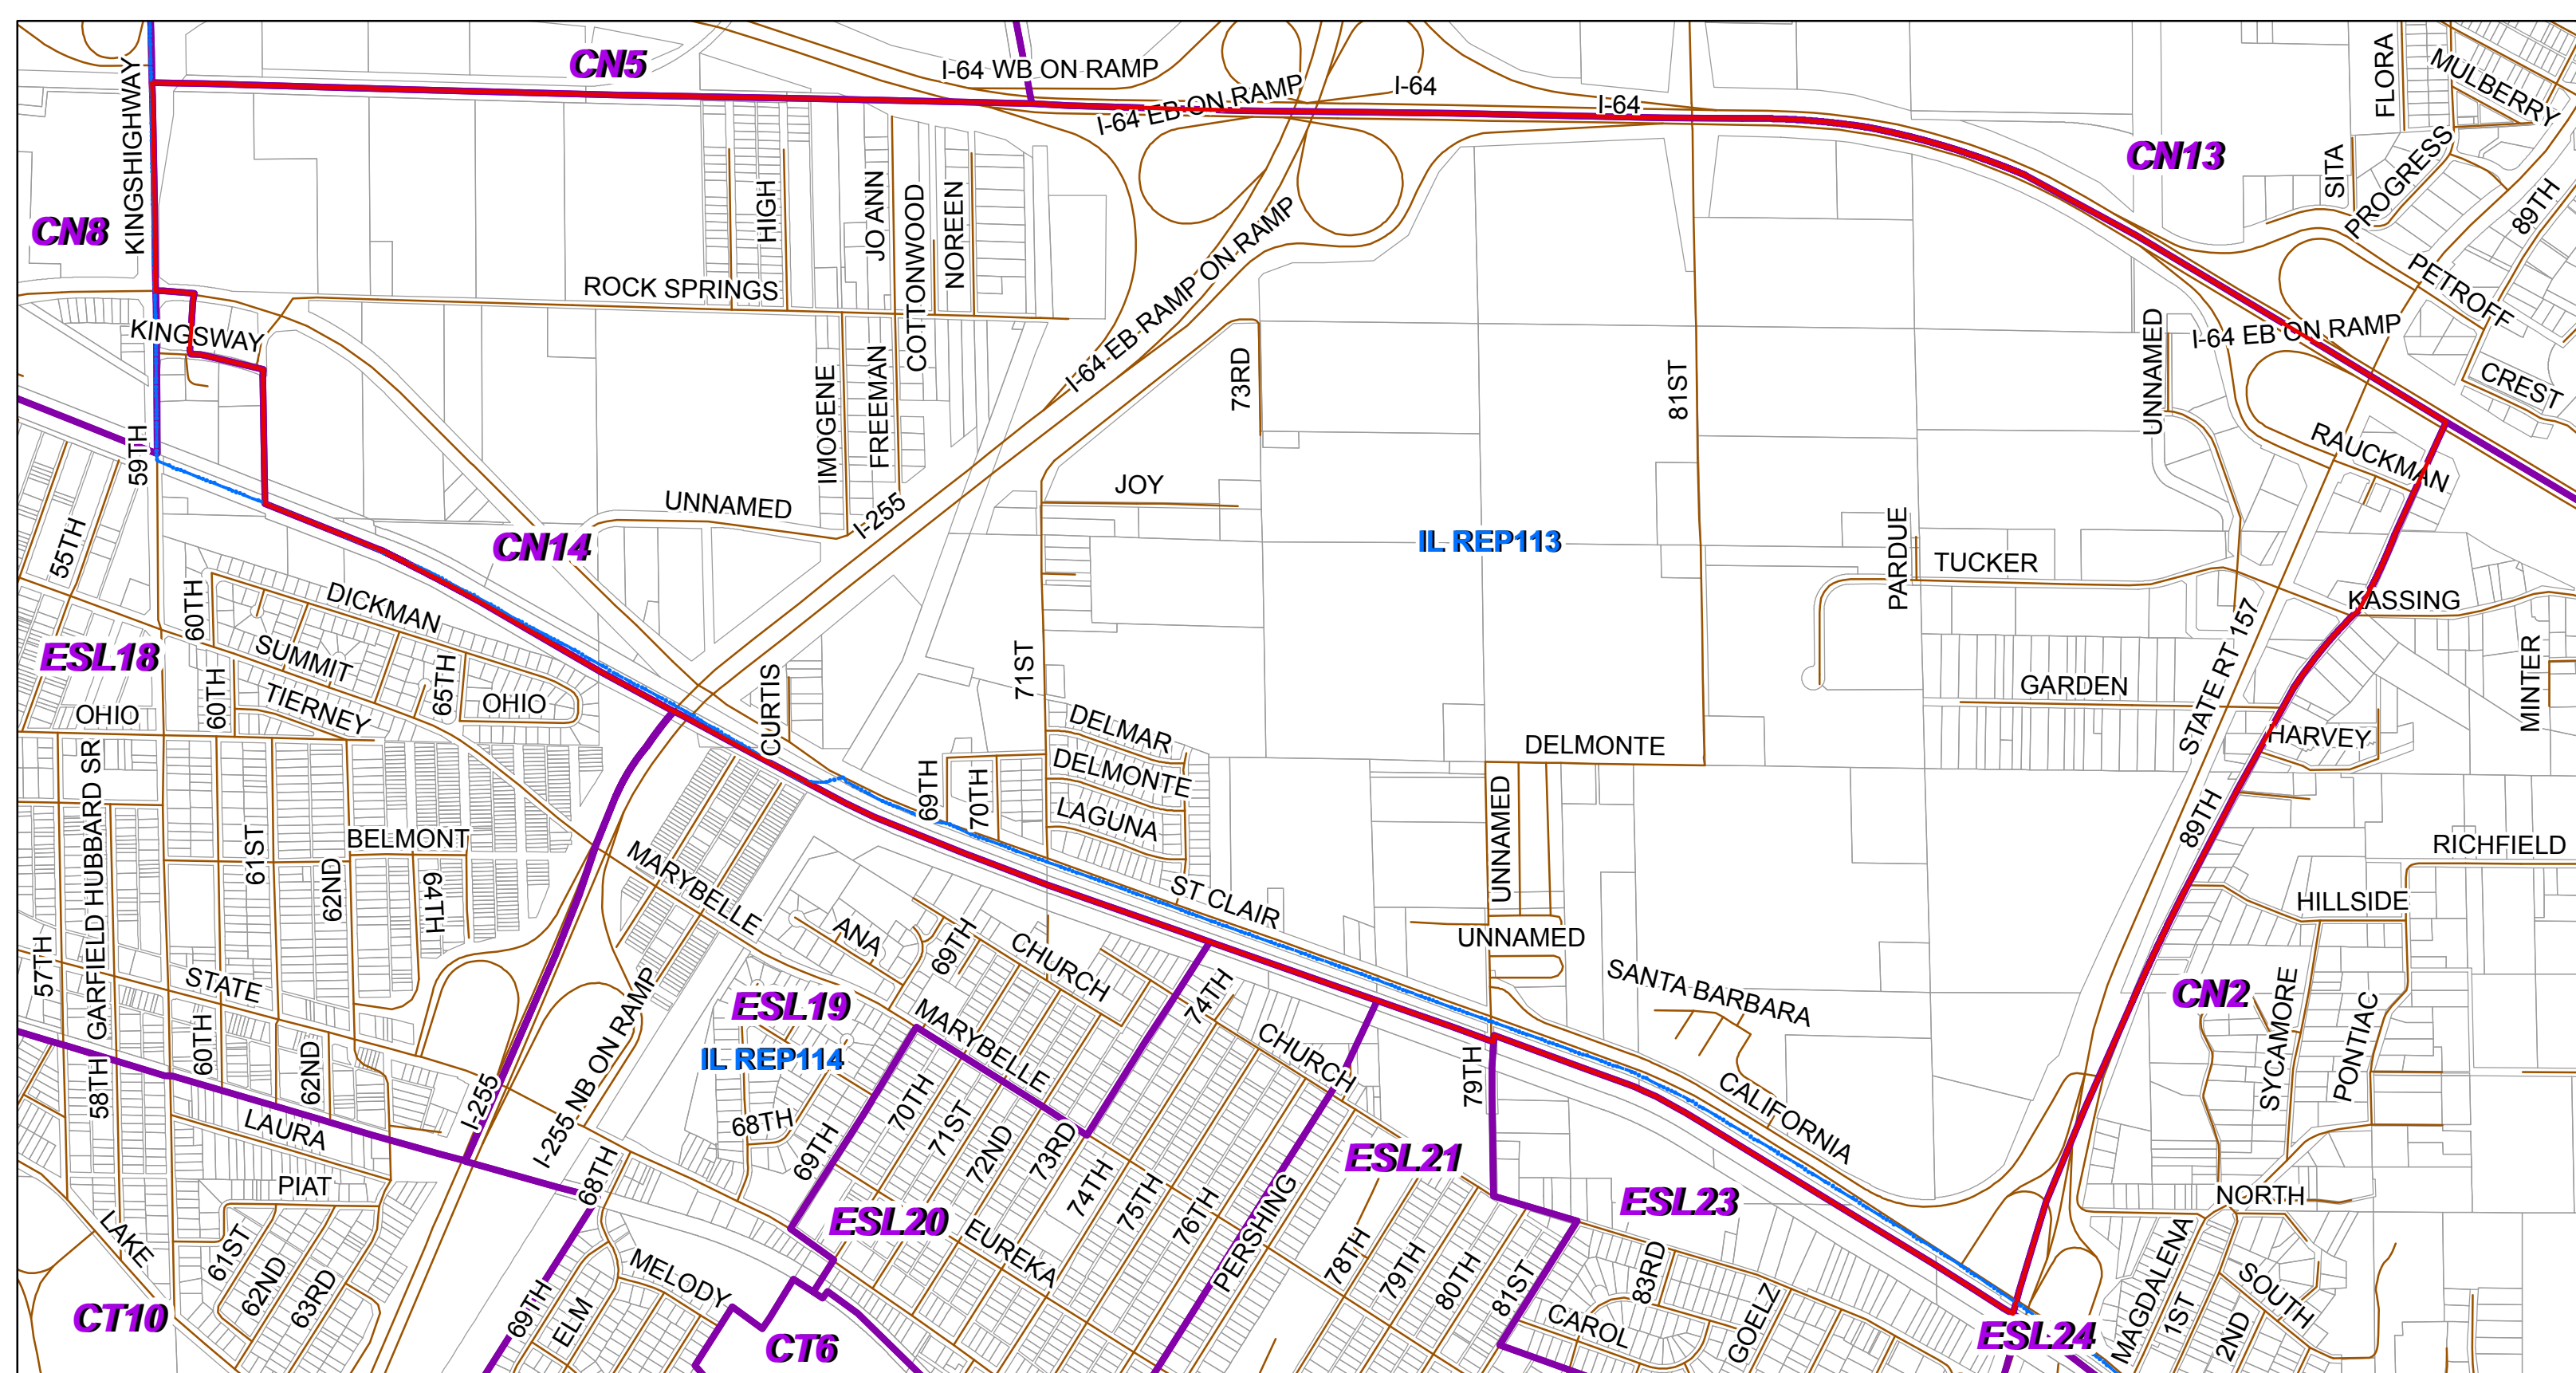 CN5
I-64 WB ON RAMP
I-64 EB ON RAMP
I-64
I-64
KINGSHIGHWAY
FLORA
MULBERRY
CN13
SITA
PROGRESS
89TH
CN8
HIGH
JO ANN
COTTONWOOD
NOREEN
I-64 EB RAMP ON RAMP
PETROFF
ROCK SPRINGS
KINGSWAY
I-64 EB ON RAMP
UNNAMED
CREST
IMOGENE
FREEMAN
73RD
81ST
59TH
RAUCKMAN
JOY
UNNAMED
I-255
55TH
CN14
IL REP113
PARDUE
TUCKER
60TH
DICKMAN
KASSING
SUMMIT
ESL18
60TH
65TH
TIERNEY
OHIO
OHIO
CURTIS
71ST
GARDEN
STATE RT 157
MINTER
DELMAR
DELMONTE
HARVEY
DELMONTE
69TH
70TH
LAGUNA
UNNAMED
89TH
GARFIELD HUBBARD SR
61ST
BELMONT
62ND
64TH
MARYBELLE
RICHFIELD
ST CLAIR
HILLSIDE
ANA
69TH
CHURCH
UNNAMED
57TH
STATE
SANTA BARBARA
CN2
SYCAMORE
PONTIAC
ESL19
MARYBELLE
74TH
CHURCH
I-255 NB ON RAMP
IL REP114
60TH
62ND
58TH
79TH
CALIFORNIA
I-255
LAURA
68TH
69TH
70TH
71ST
72ND
73RD
74TH
75TH
76TH
ESL21
PIAT
68TH
ESL20
EUREKA
PERSHING
ESL23
NORTH
LAKE
61ST
62ND
63RD
MELODY
78TH
79TH
80TH
81ST
83RD
SOUTH
CT10
69TH
ELM
CT6
CAROL
GOELZ
ESL24
MAGDALENA
1ST
2ND